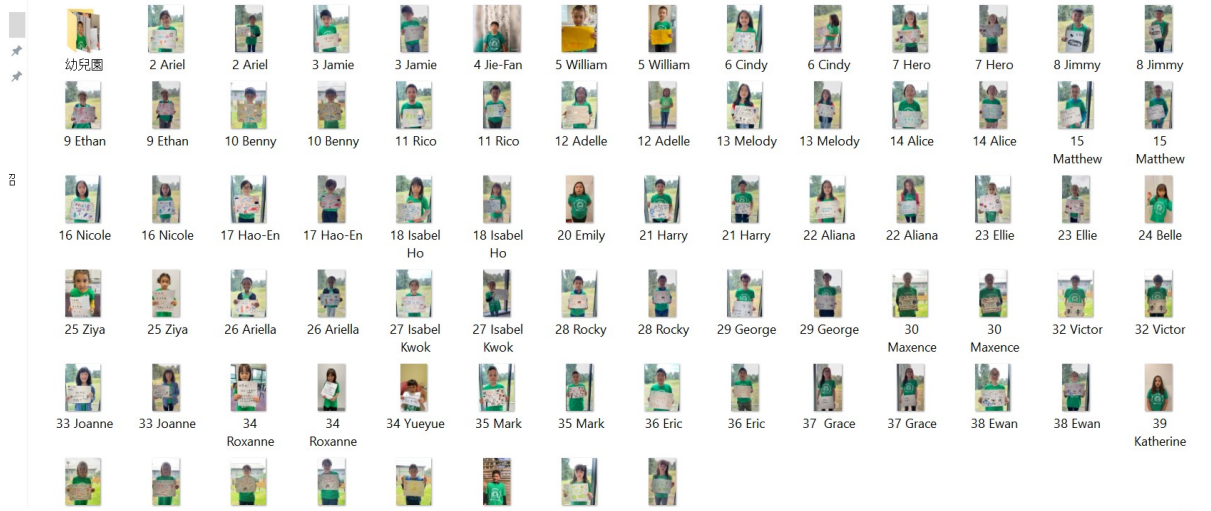 幼兒園 2 Ariel 2 Ariel 3 Jamie 3 Jamie 4 Jie-Fan 5 William 5 William 6 Cindy 6 Cindy 7 Hero 7 Hero 8 Jimmy 8 Jimmy
9 Ethan 9 Ethan 10 Benny 10 Benny 11 Rico 11 Rico 12 Adelle 12 Adelle 13 Melody 13 Melody 14 Alice 14 Alice 15 Matthew 15 Matthew
16 Nicole 16 Nicole 17 Hao-En 17 Hao-En 18 Isabel Ho 18 Isabel Ho 20 Emily 21 Harry 21 Harry 22 Aliana 22 Aliana 23 Ellie 23 Ellie 24 Belle
25 Ziya 25 Ziya 26 Ariella 26 Ariella 27 Isabel Kwok 27 Isabel Kwok 28 Rocky 28 Rocky 29 George 29 George 30 Maxence 30 Maxence 32 Victor 32 Victor
33 Joanne 33 Joanne 34 Roxanne 34 Roxanne 34 Yueyue 35 Mark 35 Mark 36 Eric 36 Eric 37 Grace 37 Grace 38 Ewan 38 Ewan 39 Katherine